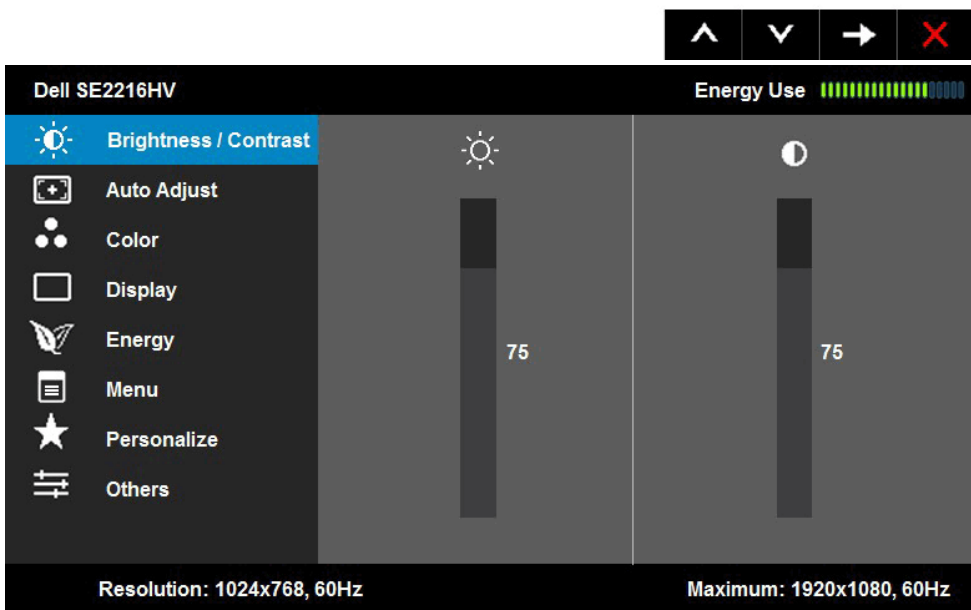 Dell SE2216HV
Energy Use
Brightness / Contrast
Auto Adjust
Color
Display
Energy
Menu
Personalize
Others
75
75
Resolution: 1024x768, 60Hz
Maximum: 1920x1080, 60Hz